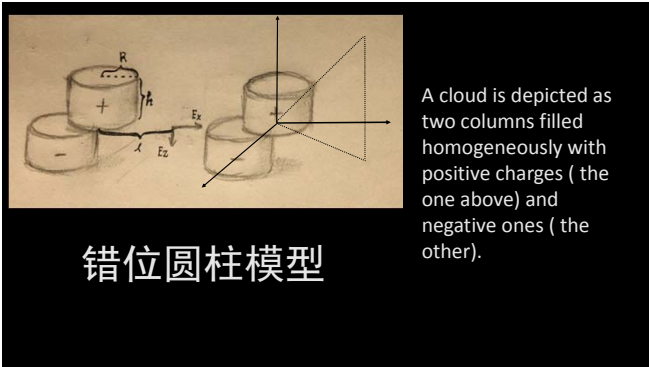 R
h
+
Ex
-
l
Ez
+
-
A cloud is depicted as
two columns filled
homogeneously with
positive charges ( the
one above) and
negative ones ( the
other).
错位圆柱模型